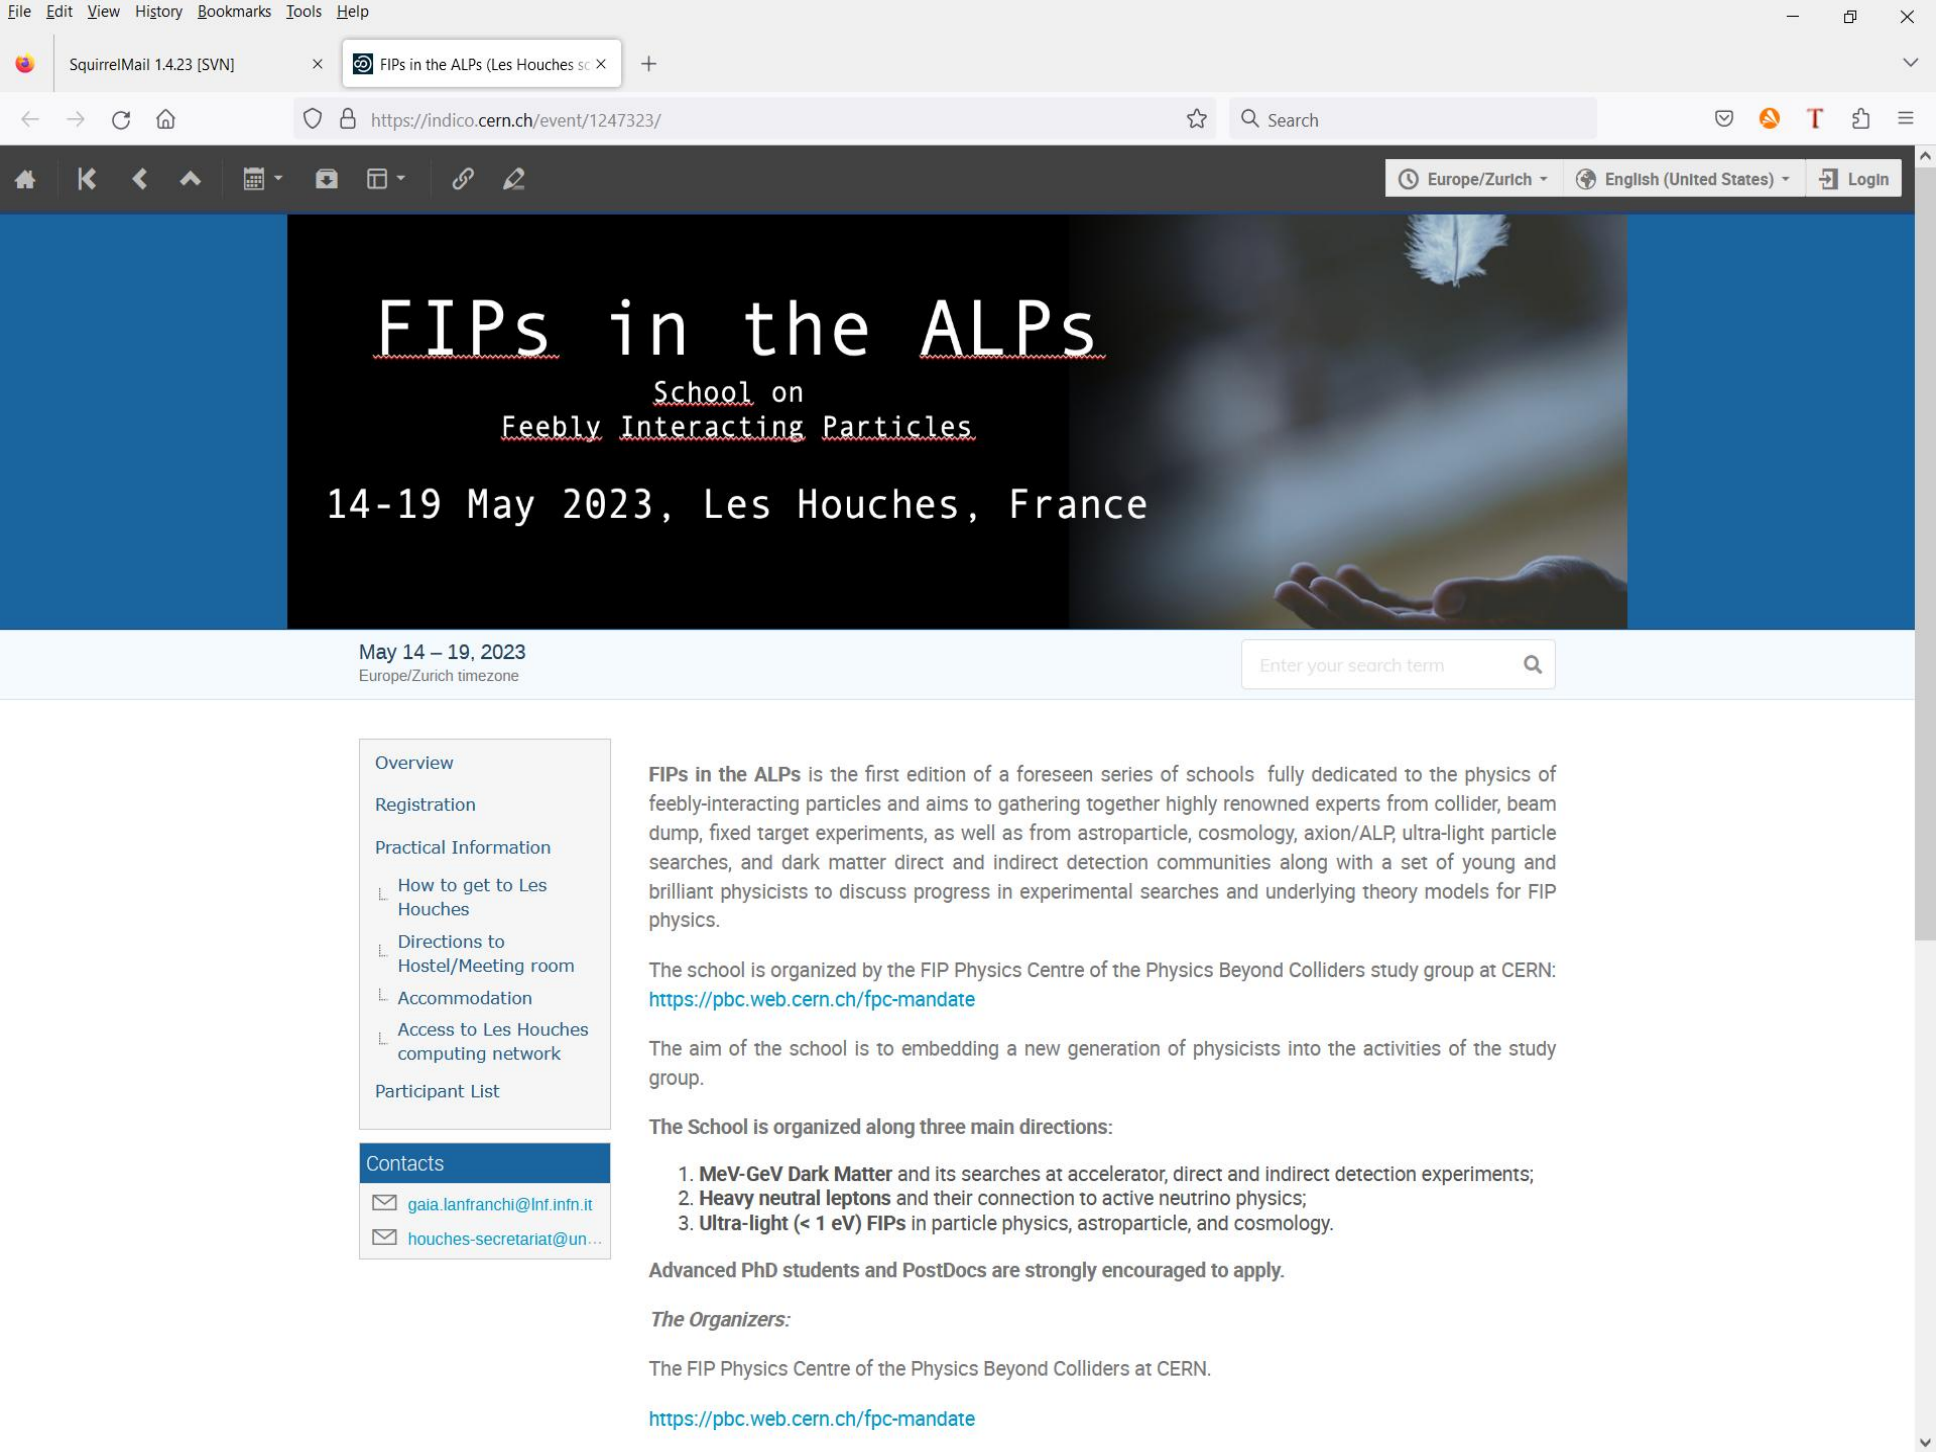 File Edit View History Bookmarks Tools Help
SquirrelMail 1.4.23 [SVN]
FIPs in the ALPs (Les Houches sc
https://indico.cern.ch/event/1247323/
Search
Europe/Zurich
English (United States)
Login
FIPs in the ALPs
School on
Feebly Interacting Particles
14-19 May 2023, Les Houches, France
May 14 – 19, 2023
Europe/Zurich timezone
Enter your search term
Overview
Registration
Practical Information
How to get to Les
Houches
Directions to
Hostel/Meeting room
Accommodation
Access to Les Houches
computing network
Participant List
Contacts
gaia.lanfranchi@lnf.infn.it
houches-secretariat@un...
FIPs in the ALPs is the first edition of a foreseen series of schools fully dedicated to the physics of
feebly-interacting particles and aims to gathering together highly renowned experts from collider, beam
dump, fixed target experiments, as well as from astroparticle, cosmology, axion/ALP, ultra-light particle
searches, and dark matter direct and indirect detection communities along with a set of young and
brilliant physicists to discuss progress in experimental searches and underlying theory models for FIP
physics.
The school is organized by the FIP Physics Centre of the Physics Beyond Colliders study group at CERN:
https://pbc.web.cern.ch/fpc-mandate
The aim of the school is to embedding a new generation of physicists into the activities of the study
group.
The School is organized along three main directions:
1. MeV-GeV Dark Matter and its searches at accelerator, direct and indirect detection experiments;
2. Heavy neutral leptons and their connection to active neutrino physics;
3. Ultra-light (< 1 eV) FIPs in particle physics, astroparticle, and cosmology.
Advanced PhD students and PostDocs are strongly encouraged to apply.
The Organizers:
The FIP Physics Centre of the Physics Beyond Colliders at CERN.
https://pbc.web.cern.ch/fpc-mandate